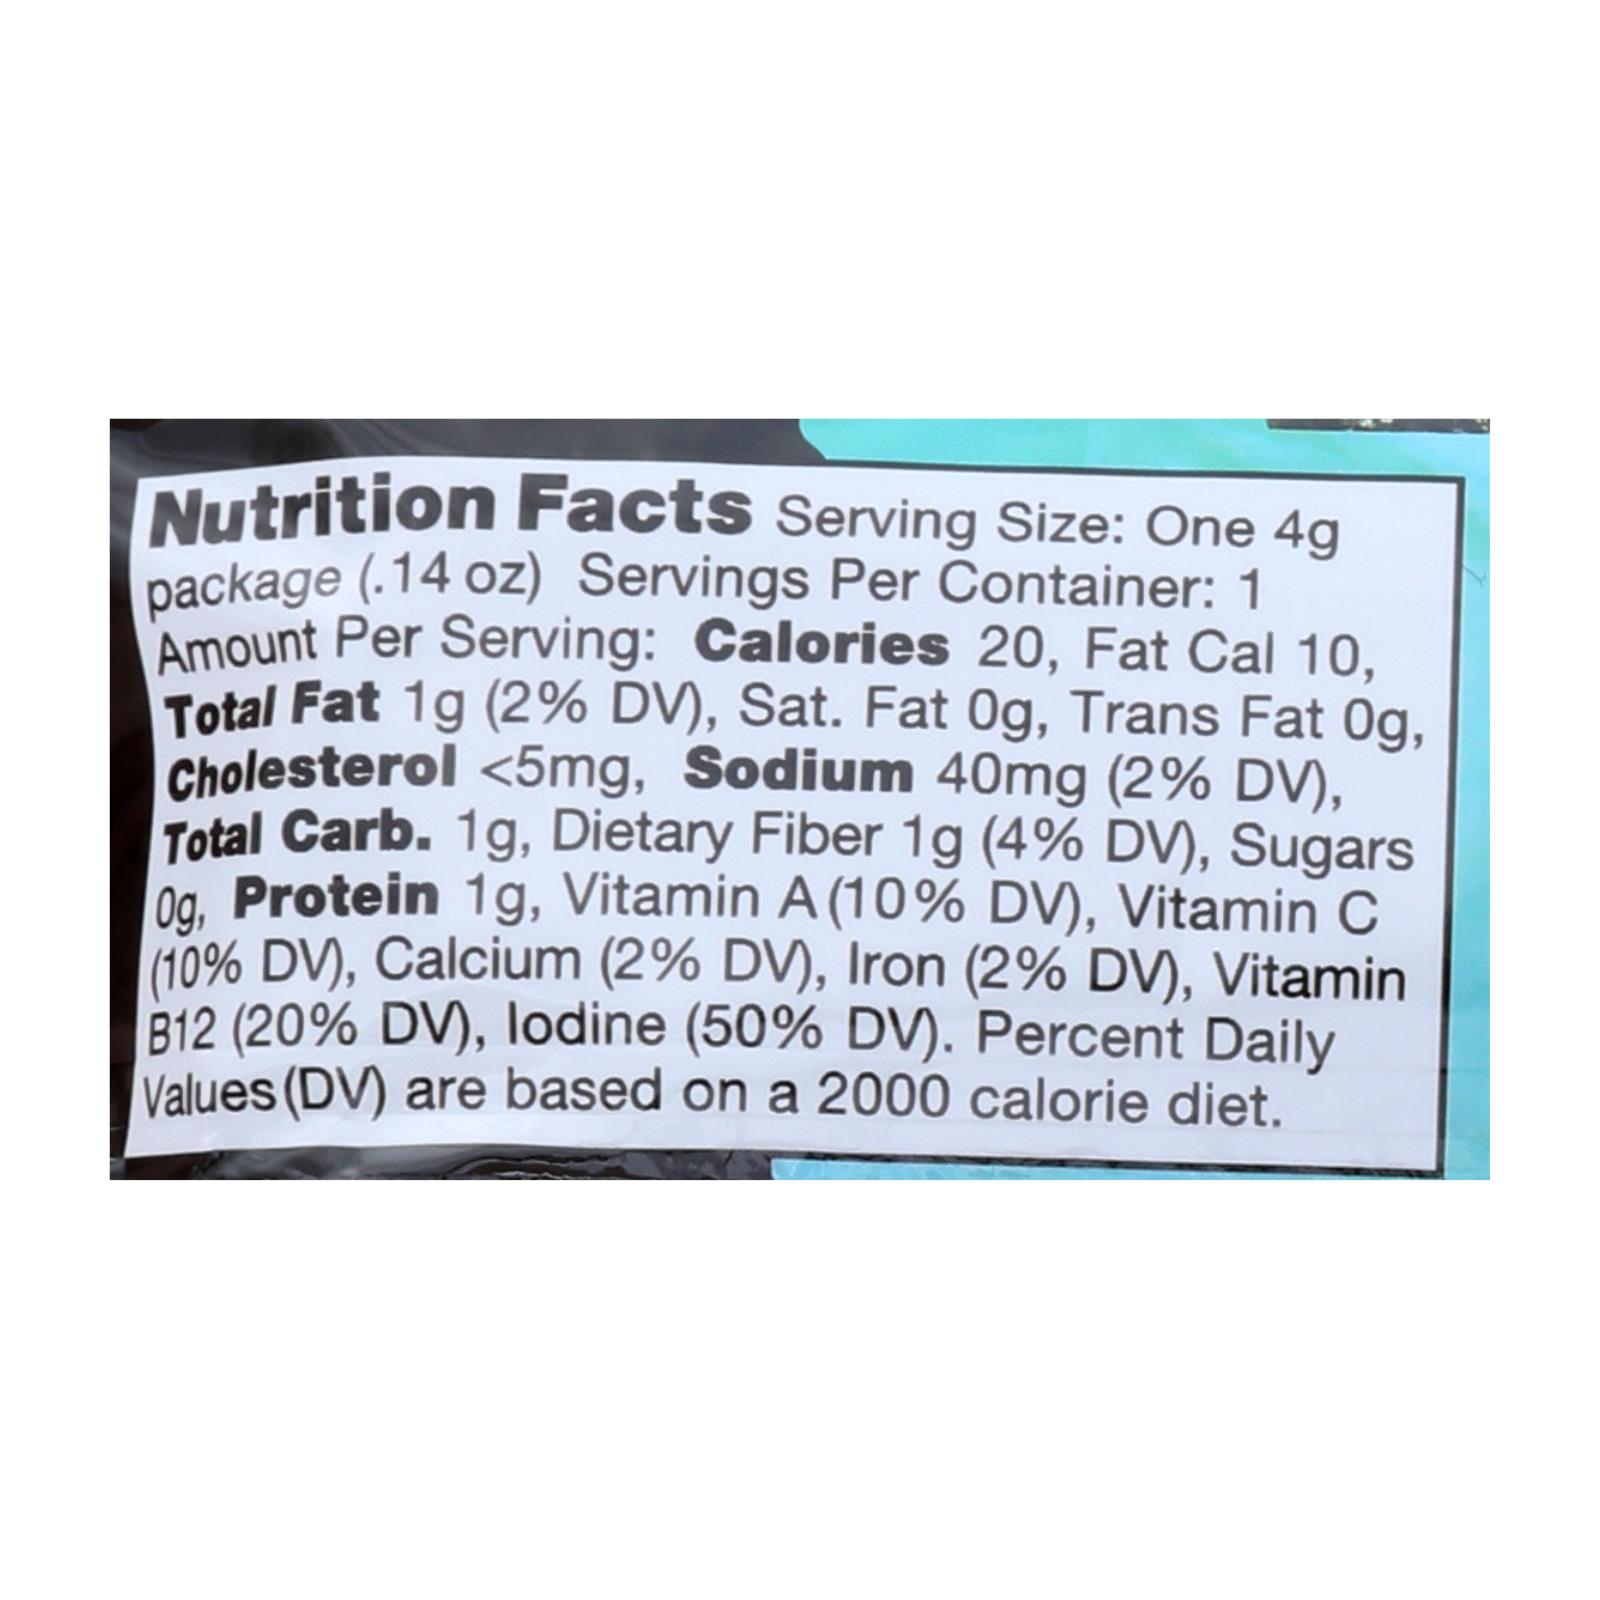 Nutrition Facts Serving Size: One 4g
package (.14 oz) Servings Per Container: 1
Amount Per Serving: Calories 20, Fat Cal 10,
Total Fat 1g (2% DV), Sat. Fat 0g, Trans Fat 0g,
Cholesterol <5mg, Sodium 40mg (2% DV),
Total Carb. 1g, Dietary Fiber 1g (4% DV), Sugars
0g, Protein 1g, Vitamin A (10% DV), Vitamin C
(10% DV), Calcium (2% DV), Iron (2% DV), Vitamin
B12 (20% DV), Iodine (50% DV). Percent Daily
Values (DV) are based on a 2000 calorie diet.